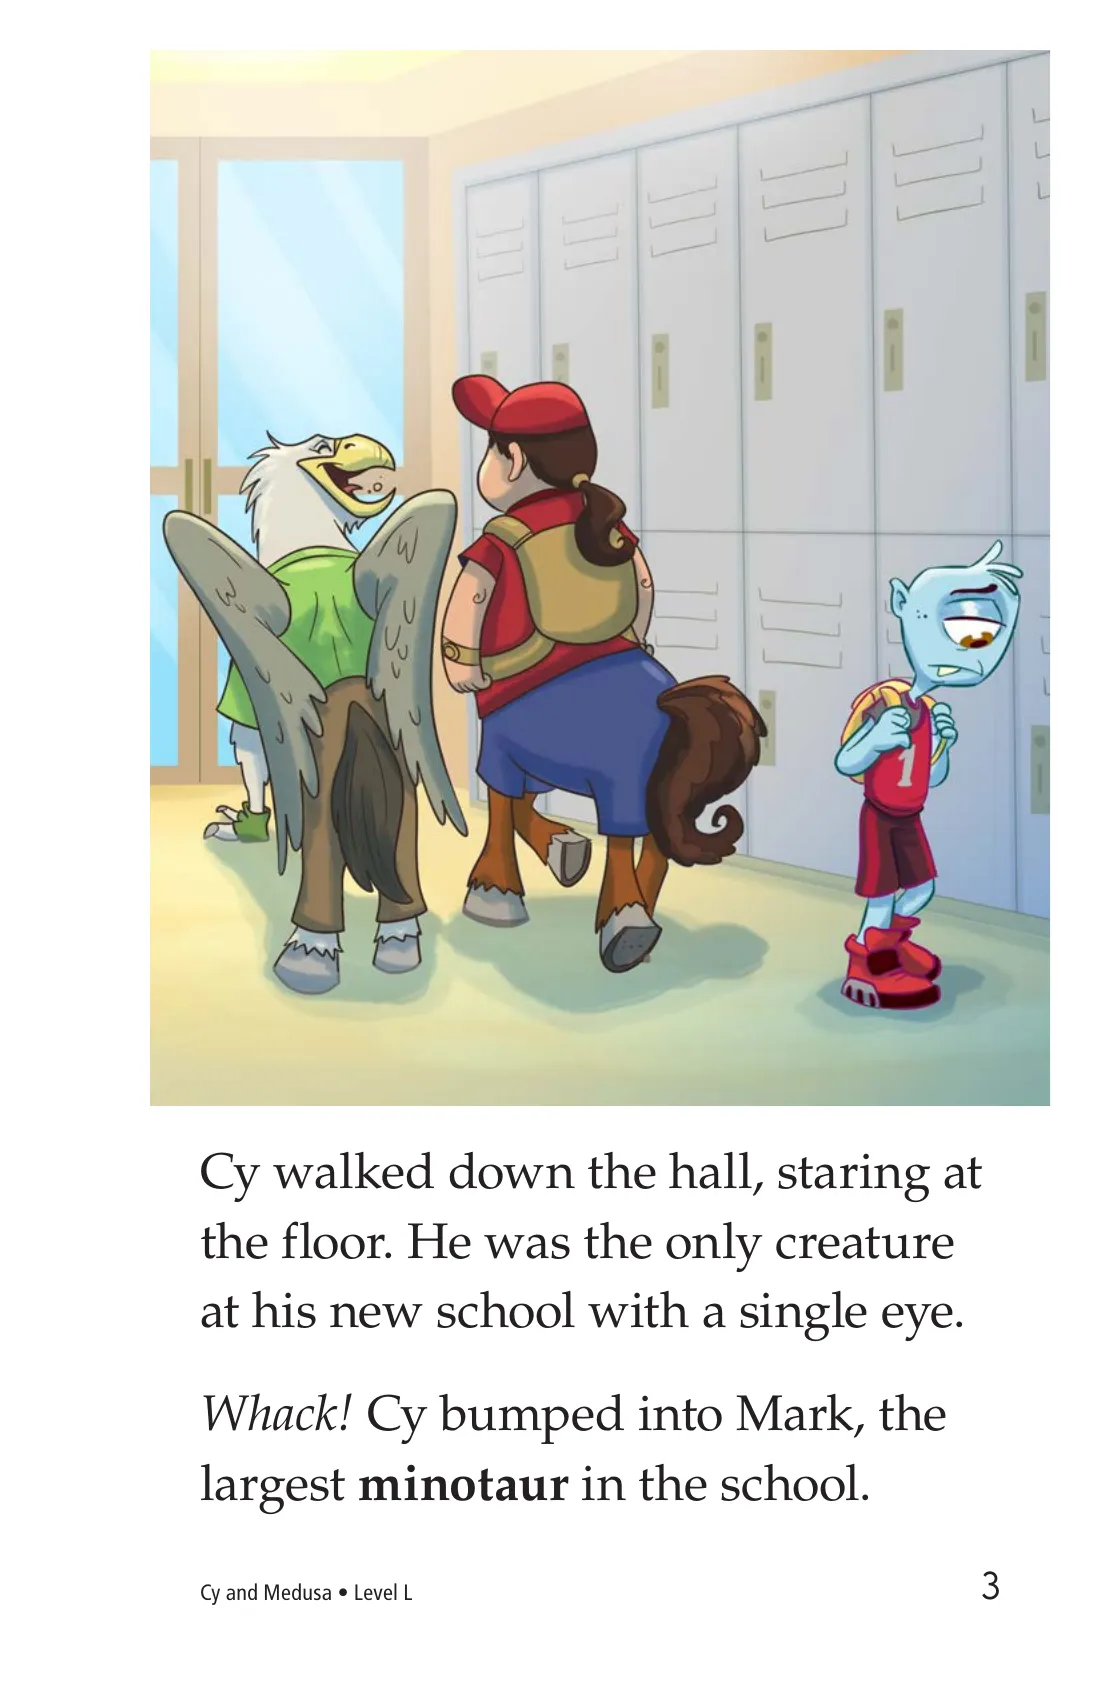 1
Cy walked down the hall, staring at
the floor. He was the only creature
at his new school with a single eye.
Whack! Cy bumped into Mark, the
largest minotaur in the school.
Cy and Medusa • Level L
3